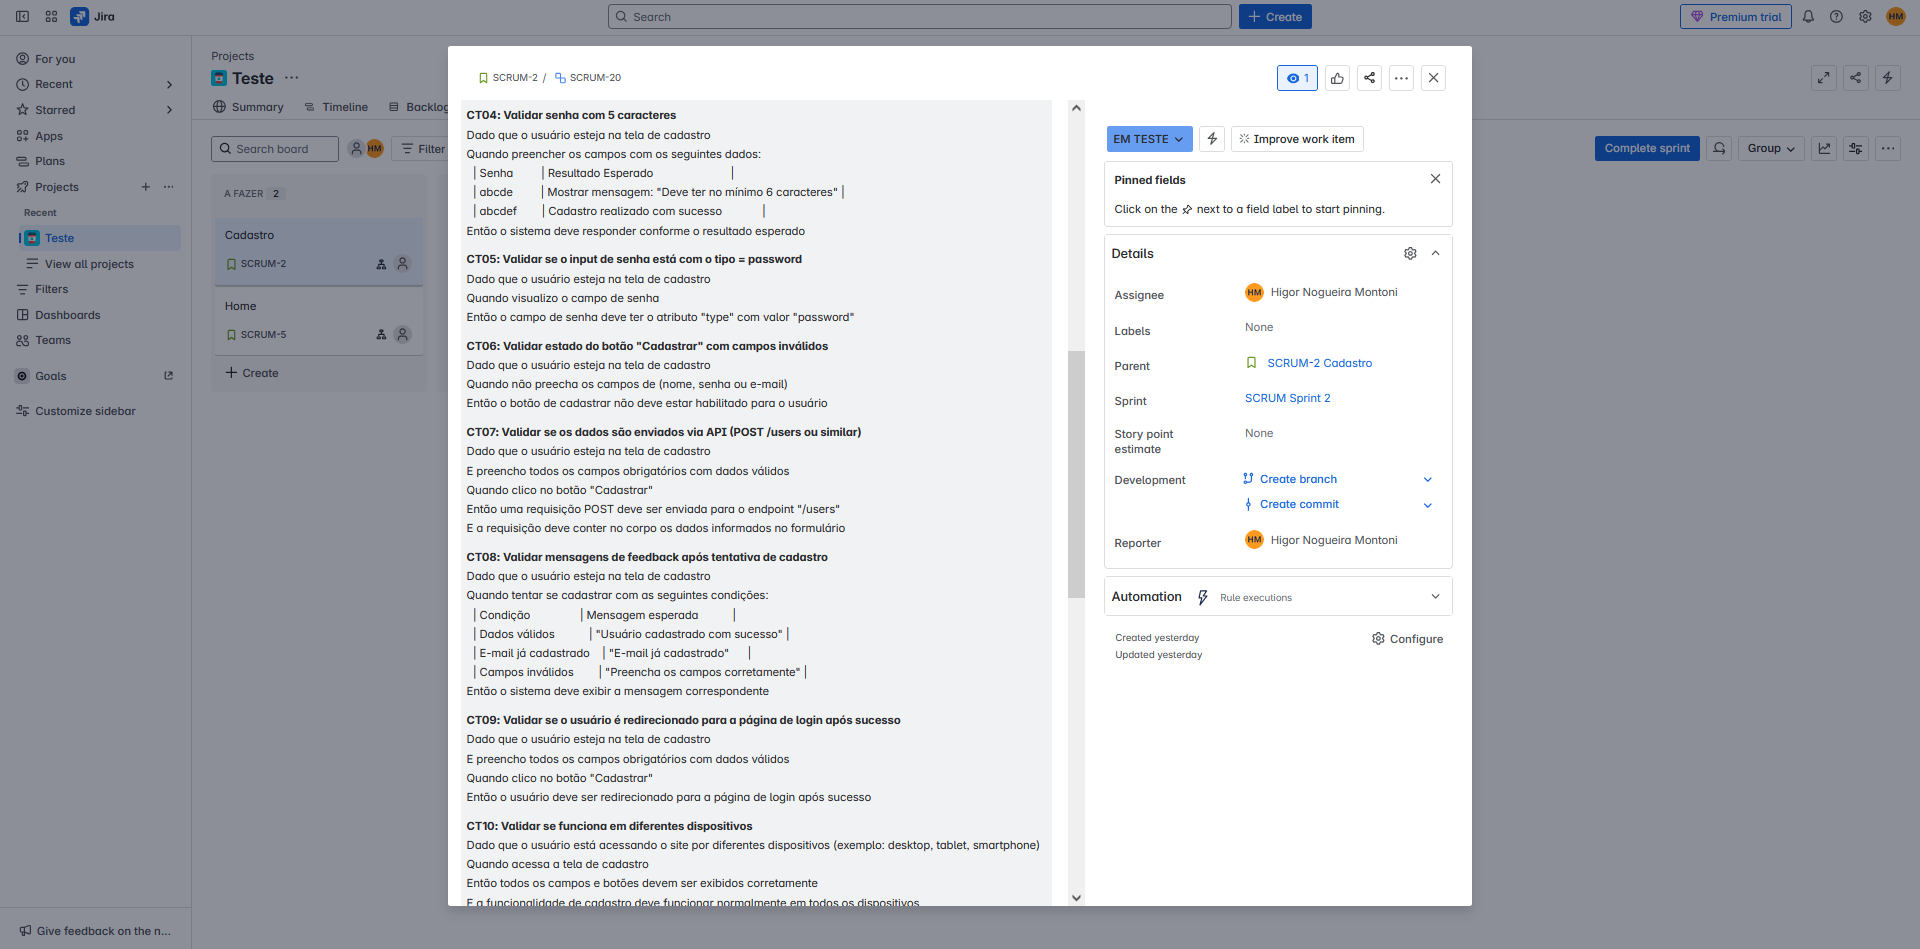 Jira
Search
Create
Premium trial
HM
For you
Recent
Starred
Apps
Plans
Projects
Recent
Teste
View all projects
Filters
Dashboards
Teams
Goals
Customize sidebar
Give feedback on the n...
Projects
Teste
Summary
Timeline
Backlog
Search board
HM
Filter
Complete sprint
Group
A FAZER 2
Cadastro
SCRUM-2
Home
SCRUM-5
Create
SCRUM-2 / SCRUM-20
1
CT04: Validar senha com 5 caracteres
Dado que o usuário esteja na tela de cadastro
Quando preencher os campos com os seguintes dados:
| Senha | Resultado Esperado |
| abcde | Mostrar mensagem: "Deve ter no mínimo 6 caracteres" |
| abcdef | Cadastro realizado com sucesso |
Então o sistema deve responder conforme o resultado esperado
CT05: Validar se o input de senha está com o tipo = password
Dado que o usuário esteja na tela de cadastro
Quando visualizo o campo de senha
Então o campo de senha deve ter o atributo "type" com valor "password"
CT06: Validar estado do botão "Cadastrar" com campos inválidos
Dado que o usuário esteja na tela de cadastro
Quando não preecha os campos de (nome, senha ou e-mail)
Então o botão de cadastrar não deve estar habilitado para o usuário
CT07: Validar se os dados são enviados via API (POST /users ou similar)
Dado que o usuário esteja na tela de cadastro
E preencho todos os campos obrigatórios com dados válidos
Quando clico no botão "Cadastrar"
Então uma requisição POST deve ser enviada para o endpoint "/users"
E a requisição deve conter no corpo os dados informados no formulário
CT08: Validar mensagens de feedback após tentativa de cadastro
Dado que o usuário esteja na tela de cadastro
Quando tentar se cadastrar com as seguintes condições:
| Condição | Mensagem esperada |
| Dados válidos | "Usuário cadastrado com sucesso" |
| E-mail já cadastrado | "E-mail já cadastrado" |
| Campos inválidos | "Preencha os campos corretamente" |
Então o sistema deve exibir a mensagem correspondente
CT09: Validar se o usuário é redirecionado para a página de login após sucesso
Dado que o usuário esteja na tela de cadastro
E preencho todos os campos obrigatórios com dados válidos
Quando clico no botão "Cadastrar"
Então o usuário deve ser redirecionado para a página de login após sucesso
CT10: Validar se funciona em diferentes dispositivos
Dado que o usuário está acessando o site por diferentes dispositivos (exemplo: desktop, tablet, smartphone)
Quando acessa a tela de cadastro
Então todos os campos e botões devem ser exibidos corretamente
E a funcionalidade de cadastro deve funcionar normalmente em todos os dispositivos
EM TESTE
Improve work item
Pinned fields
Click on the next to a field label to start pinning.
Details
Assignee
HM Higor Nogueira Montoni
Labels
None
Parent
SCRUM-2 Cadastro
Sprint
SCRUM Sprint 2
Story point estimate
None
Development
Create branch
Create commit
Reporter
HM Higor Nogueira Montoni
Automation
Rule executions
Created yesterday
Updated yesterday
Configure